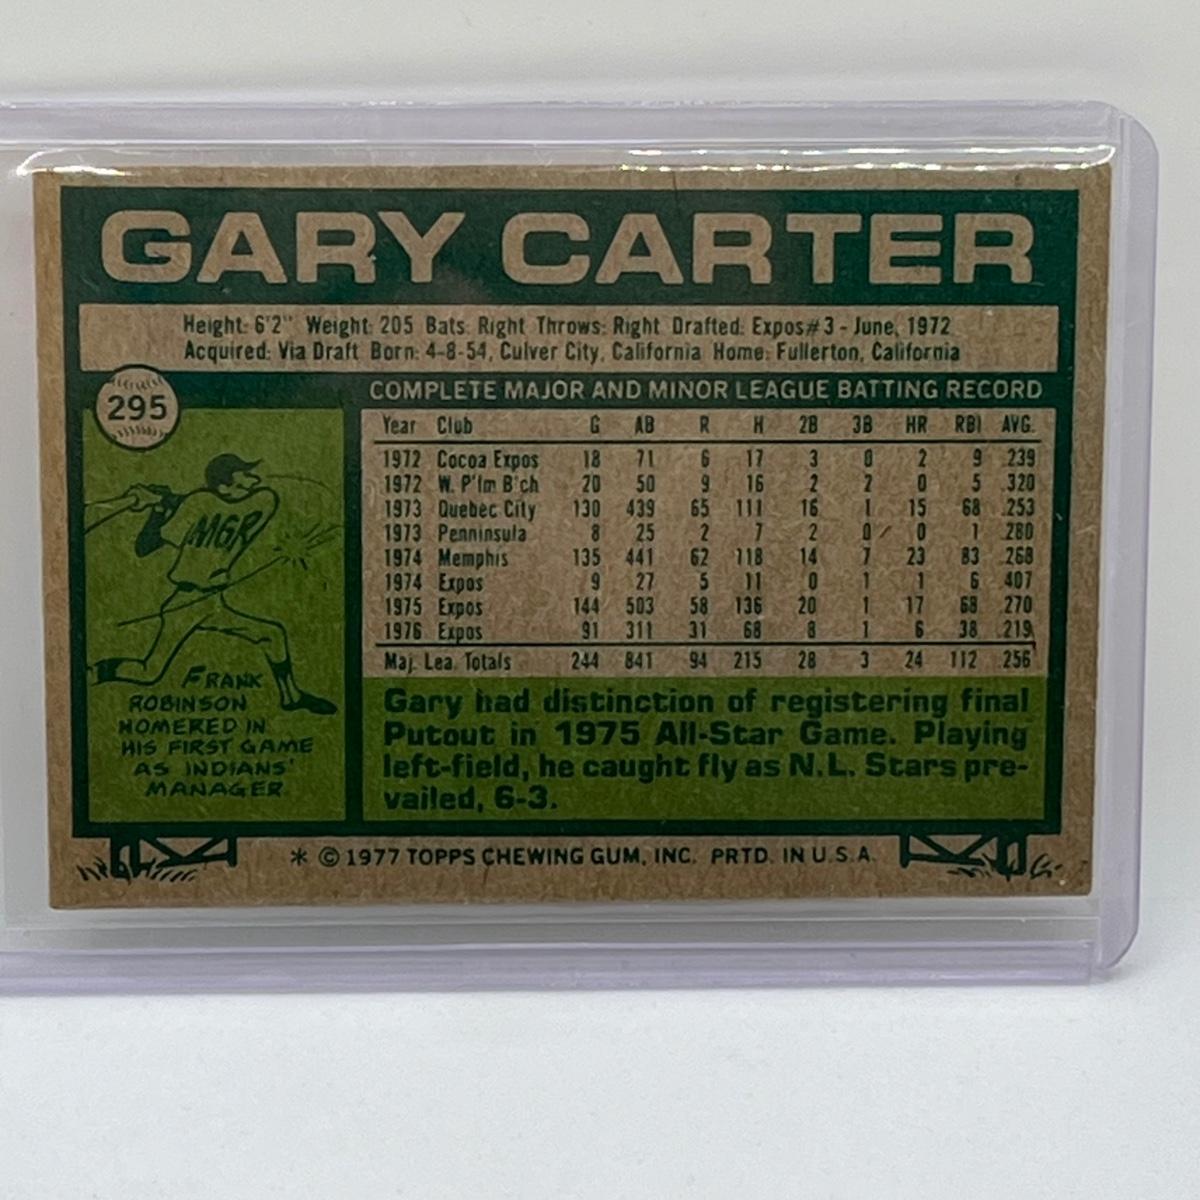 GARY CARTER
Height: 6'2" Weight: 205 Bats: Right Throws: Right Drafted: Expos#3 - June, 1972
Acquired: Via Draft Born: 4-8-54, Culver City, California Home: Fullerton, California
295
COMPLETE MAJOR AND MINOR LEAGUE BATTING RECORD
Year Club G AB R H 2B 3B HR RBI AVG.
1972 Cocoa Expos 18 71 6 17 3 0 2 9 .239
1972 W. P'lm B'ch 20 50 9 16 2 2 0 5 .320
1973 Quebec City 130 439 65 111 16 1 15 68 .253
1973 Penninsula 8 25 2 7 2 0 0 1 .280
1974 Memphis 135 441 62 118 14 7 23 83 .268
1974 Expos 9 27 5 11 0 1 1 6 .407
1975 Expos 144 503 58 136 20 1 17 68 .270
1976 Expos 91 311 31 68 8 1 6 38 .219
Maj. Lea. Totals 244 841 94 215 28 3 24 112 .256
MGR
FRANK
ROBINSON
HOMERED IN
HIS FIRST GAME
AS INDIANS'
MANAGER.
Gary had distinction of registering final
Putout in 1975 All-Star Game. Playing
left-field, he caught fly as N.L. Stars pre-
vailed, 6-3.
* © 1977 TOPPS CHEWING GUM, INC. PRTD. IN U.S.A.